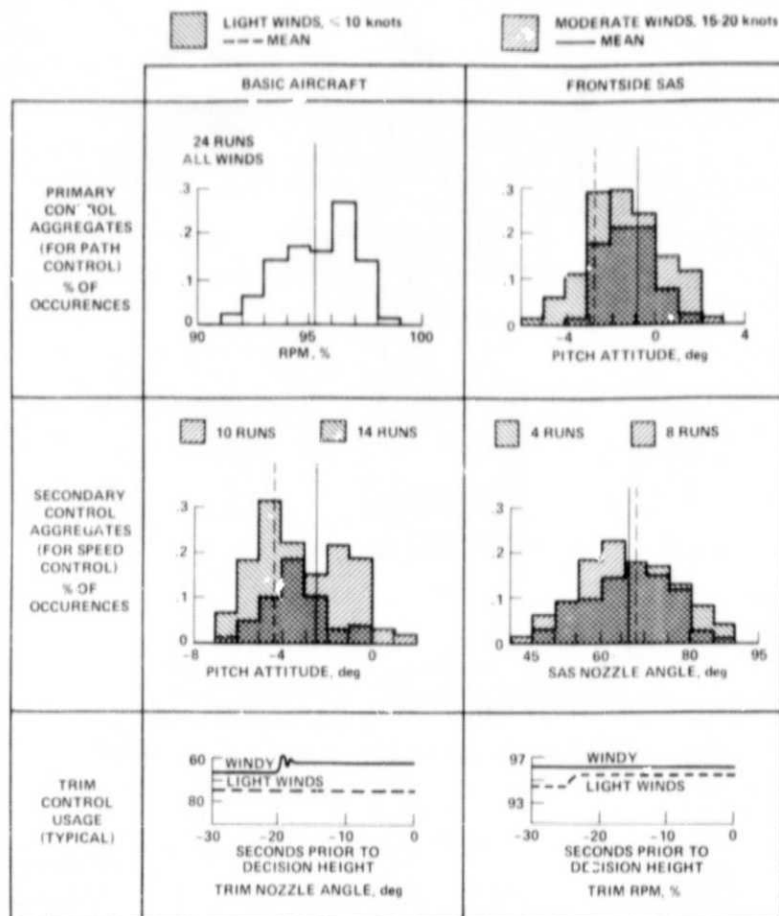 LIGHT WINDS, ≤ 10 knots
--- MEAN
MODERATE WINDS, 15-20 knots
— MEAN
BASIC AIRCRAFT
FRONTSIDE SAS
PRIMARY
CONTROL
AGGREGATES
(FOR PATH
CONTROL)
% OF
OCCURENCES
24 RUNS
ALL WINDS
.3
.2
.1
0
90
95
100
RPM, %
.3
.2
.1
0
-4
0
4
PITCH ATTITUDE, deg
SECONDARY
CONTROL
AGGREGATES
(FOR SPEED
CONTROL)
% OF
OCCURENCES
10 RUNS
14 RUNS
.3
.2
.1
0
-8
-4
0
PITCH ATTITUDE, deg
4 RUNS
8 RUNS
.3
.2
.1
0
45
60
80
95
SAS NOZZLE ANGLE, deg
TRIM
CONTROL
USAGE
(TYPICAL)
60
80
WINDY
LIGHT WINDS
-30
-20
-10
0
SECONDS PRIOR TO
DECISION HEIGHT
TRIM NOZZLE ANGLE, deg
97
93
WINDY
LIGHT WINDS
-30
-20
-10
0
SECONDS PRIOR TO
DECISION HEIGHT
TRIM RPM, %